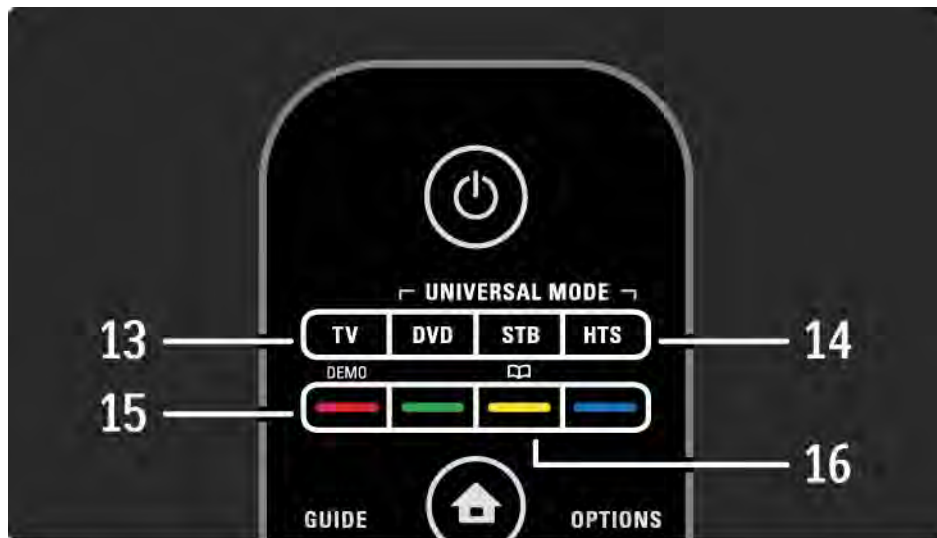 UNIVERSAL MODE
13 TV DVD STB HTS 14
DEMO
15
16
GUIDE OPTIONS